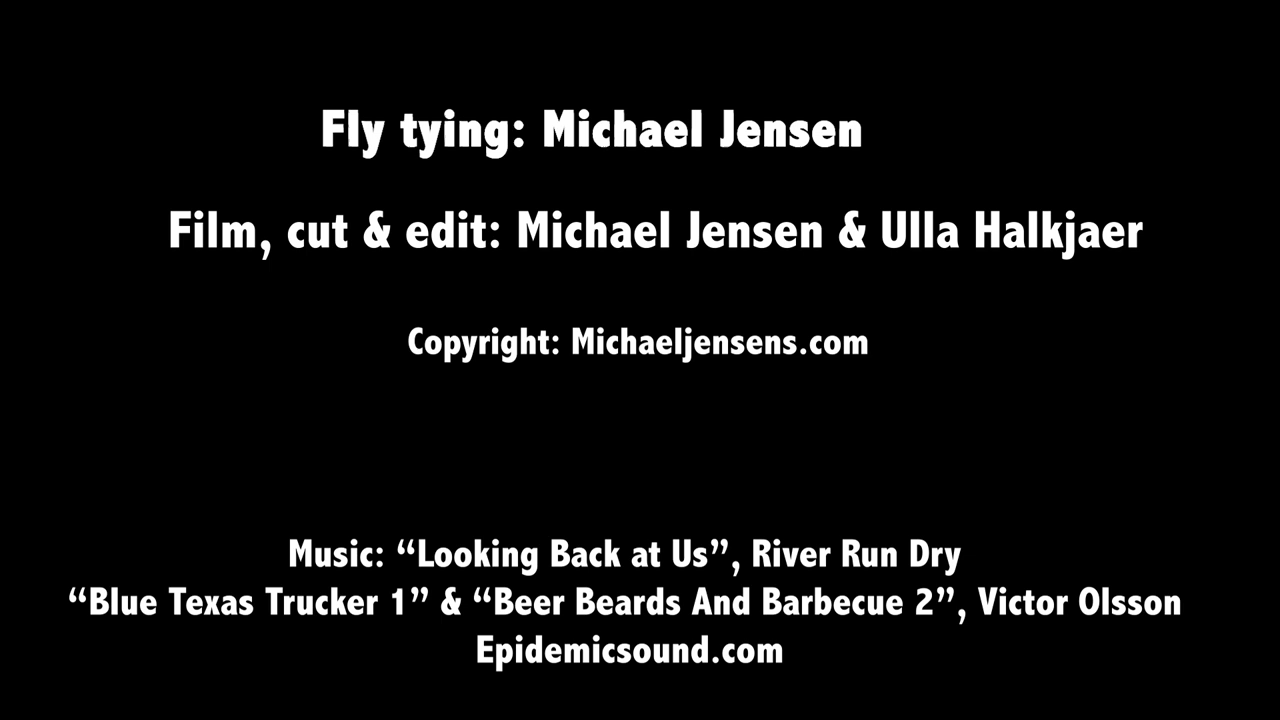 Fly tying: Michael Jensen
Film, cut & edit: Michael Jensen & Ulla Halkjaer
Copyright: Michaeljensens.com
Music: “Looking Back at Us”, River Run Dry
“Blue Texas Trucker 1” & “Beer Beards And Barbecue 2”, Victor Olsson
Epidemicsound.com